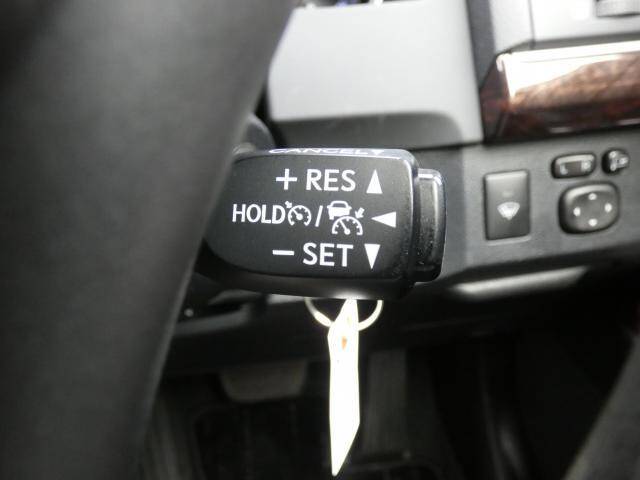 CANCEL
+ RES ▲
HOLD / ◀
− SET ▼